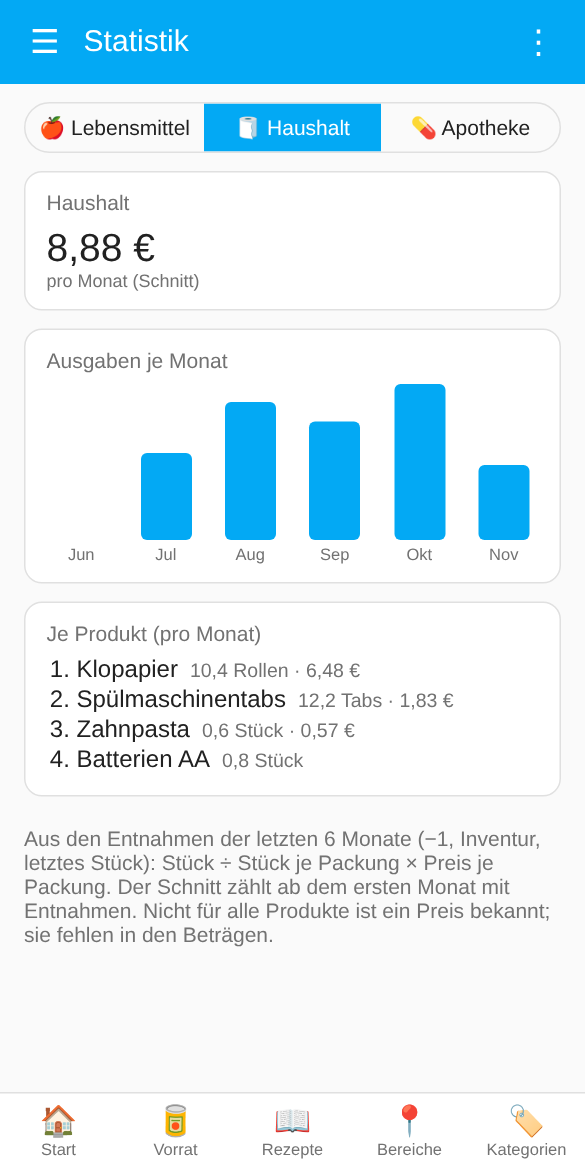 ☰ Statistik ⋮
🍎 Lebensmittel 🧻 Haushalt 💊 Apotheke
Haushalt
8,88 €
pro Monat (Schnitt)
Ausgaben je Monat
Jun Jul Aug Sep Okt Nov
Je Produkt (pro Monat)
1. Klopapier 10,4 Rollen · 6,48 €
2. Spülmaschinentabs 12,2 Tabs · 1,83 €
3. Zahnpasta 0,6 Stück · 0,57 €
4. Batterien AA 0,8 Stück
Aus den Entnahmen der letzten 6 Monate (−1, Inventur,
letztes Stück): Stück ÷ Stück je Packung × Preis je
Packung. Der Schnitt zählt ab dem ersten Monat mit
Entnahmen. Nicht für alle Produkte ist ein Preis bekannt;
sie fehlen in den Beträgen.
Start Vorrat Rezepte Bereiche Kategorien